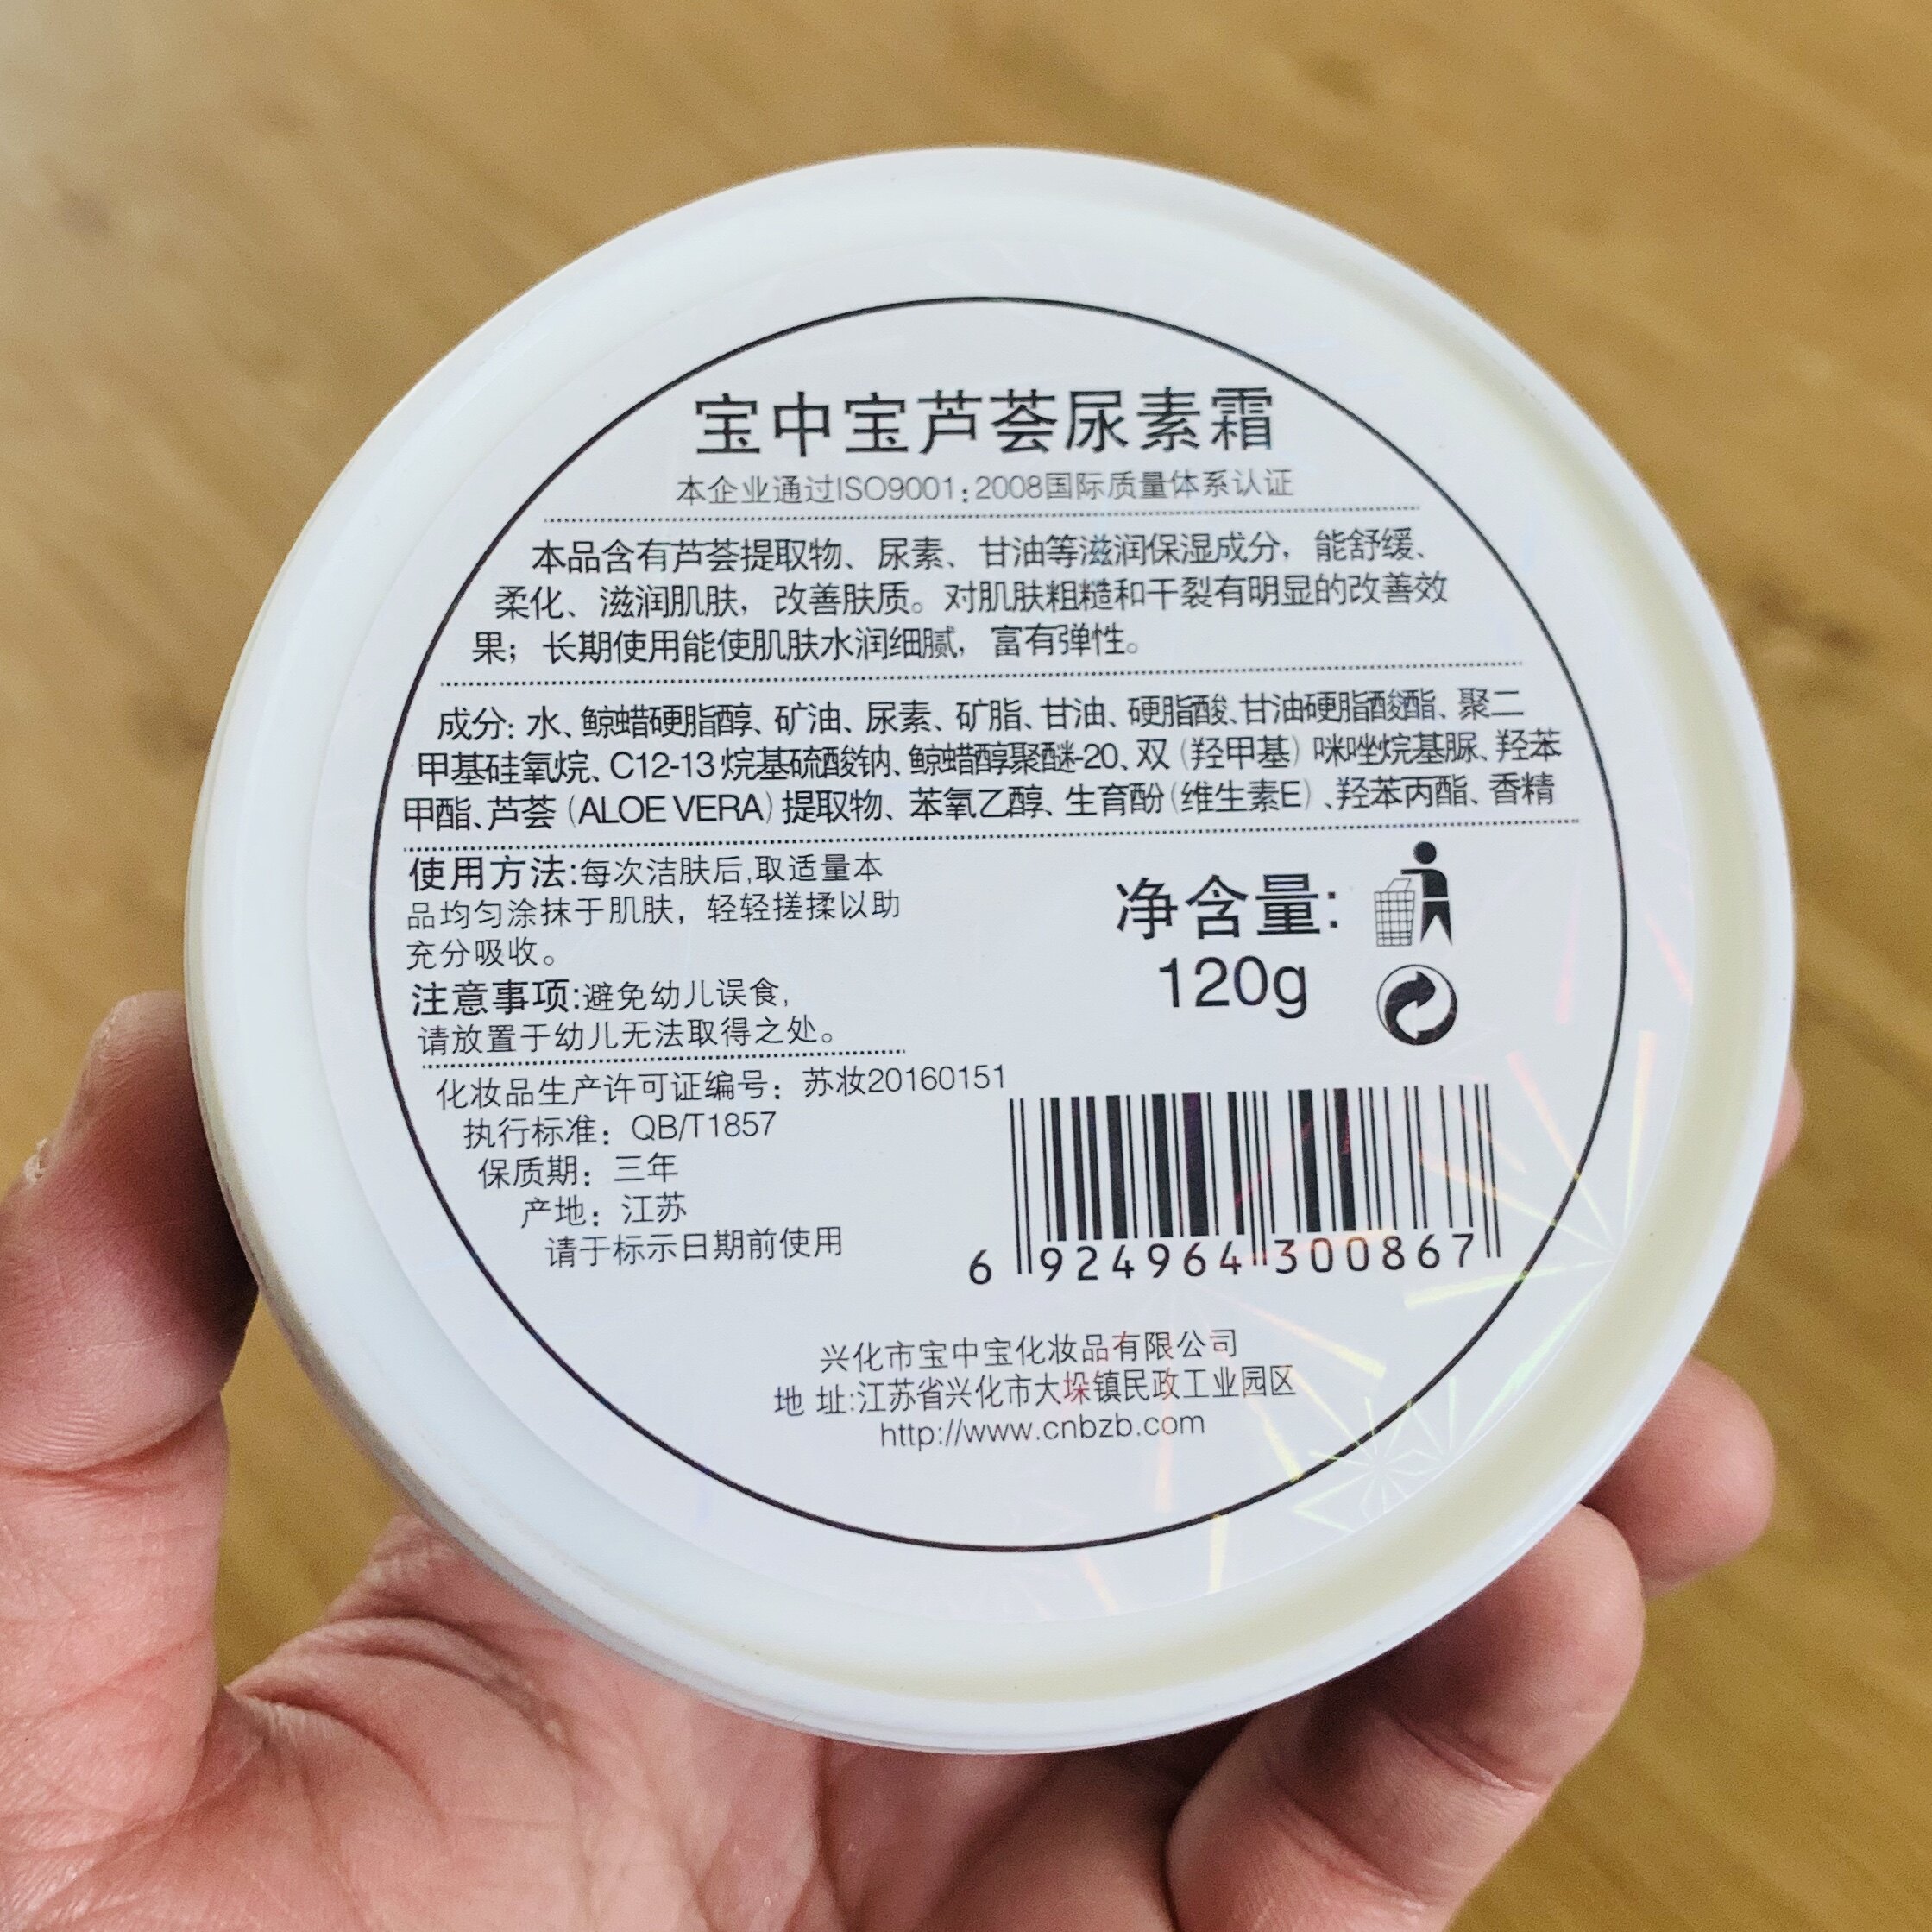 宝中宝芦荟尿素霜
本企业通过ISO9001:2008国际质量体系认证
本品含有芦荟提取物、尿素、甘油等滋润保湿成分，能舒缓、
柔化、滋润肌肤，改善肤质。对肌肤粗糙和干裂有明显的改善效
果；长期使用能使肌肤水润细腻，富有弹性。
成分: 水、鲸蜡硬脂醇、矿油、尿素、矿脂、甘油、硬脂酸、甘油硬脂酸酯、聚二
甲基硅氧烷、C12-13 烷基硫酸钠、鲸蜡醇聚醚-20、双（羟甲基）咪唑烷基脲、羟苯
甲酯、芦荟（ALOE VERA）提取物、苯氧乙醇、生育酚（维生素E）、羟苯丙酯、香精
使用方法:每次洁肤后,取适量本
品均匀涂抹于肌肤，轻轻搓揉以助
充分吸收。
注意事项:避免幼儿误食,
请放置于幼儿无法取得之处。
净含量:
120g
化妆品生产许可证编号：苏妆20160151
执行标准：QB/T1857
保质期：三年
产地：江苏
请于标示日期前使用
6 924964 300867
兴化市宝中宝化妆品有限公司
地 址:江苏省兴化市大垛镇民政工业园区
http://www.cnbzb.com